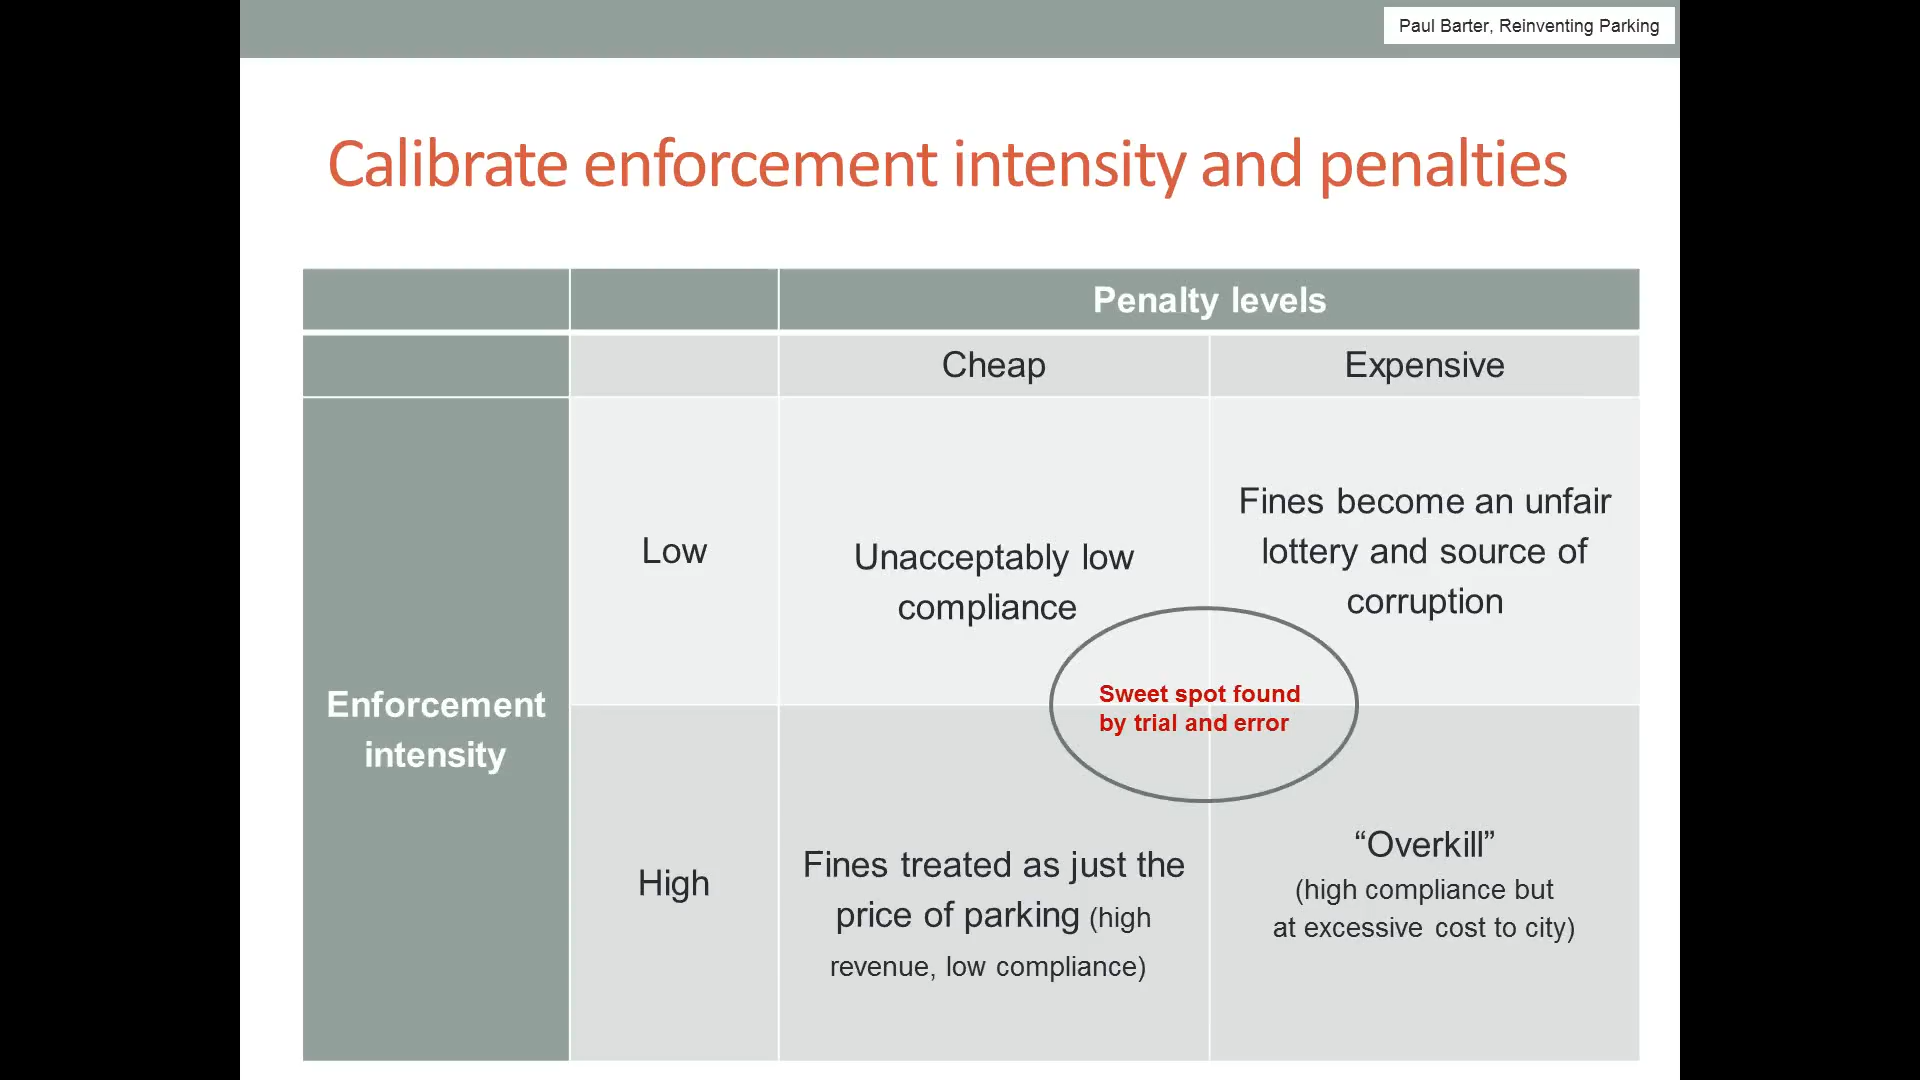 Paul Barter, Reinventing Parking
Calibrate enforcement intensity and penalties
Penalty levels
Cheap
Expensive
Enforcement
intensity
Low
Unacceptably low
compliance
Fines become an unfair
lottery and source of
corruption
Sweet spot found
by trial and error
High
Fines treated as just the
price of parking (high
revenue, low compliance)
“Overkill”
(high compliance but
at excessive cost to city)